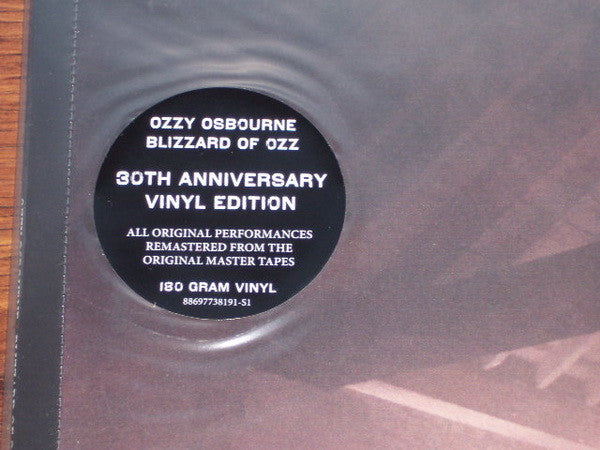 OZZY OSBOURNE
BLIZZARD OF OZZ
30TH ANNIVERSARY
VINYL EDITION
ALL ORIGINAL PERFORMANCES
REMASTERED FROM THE
ORIGINAL MASTER TAPES
180 GRAM VINYL
88697738191-S1